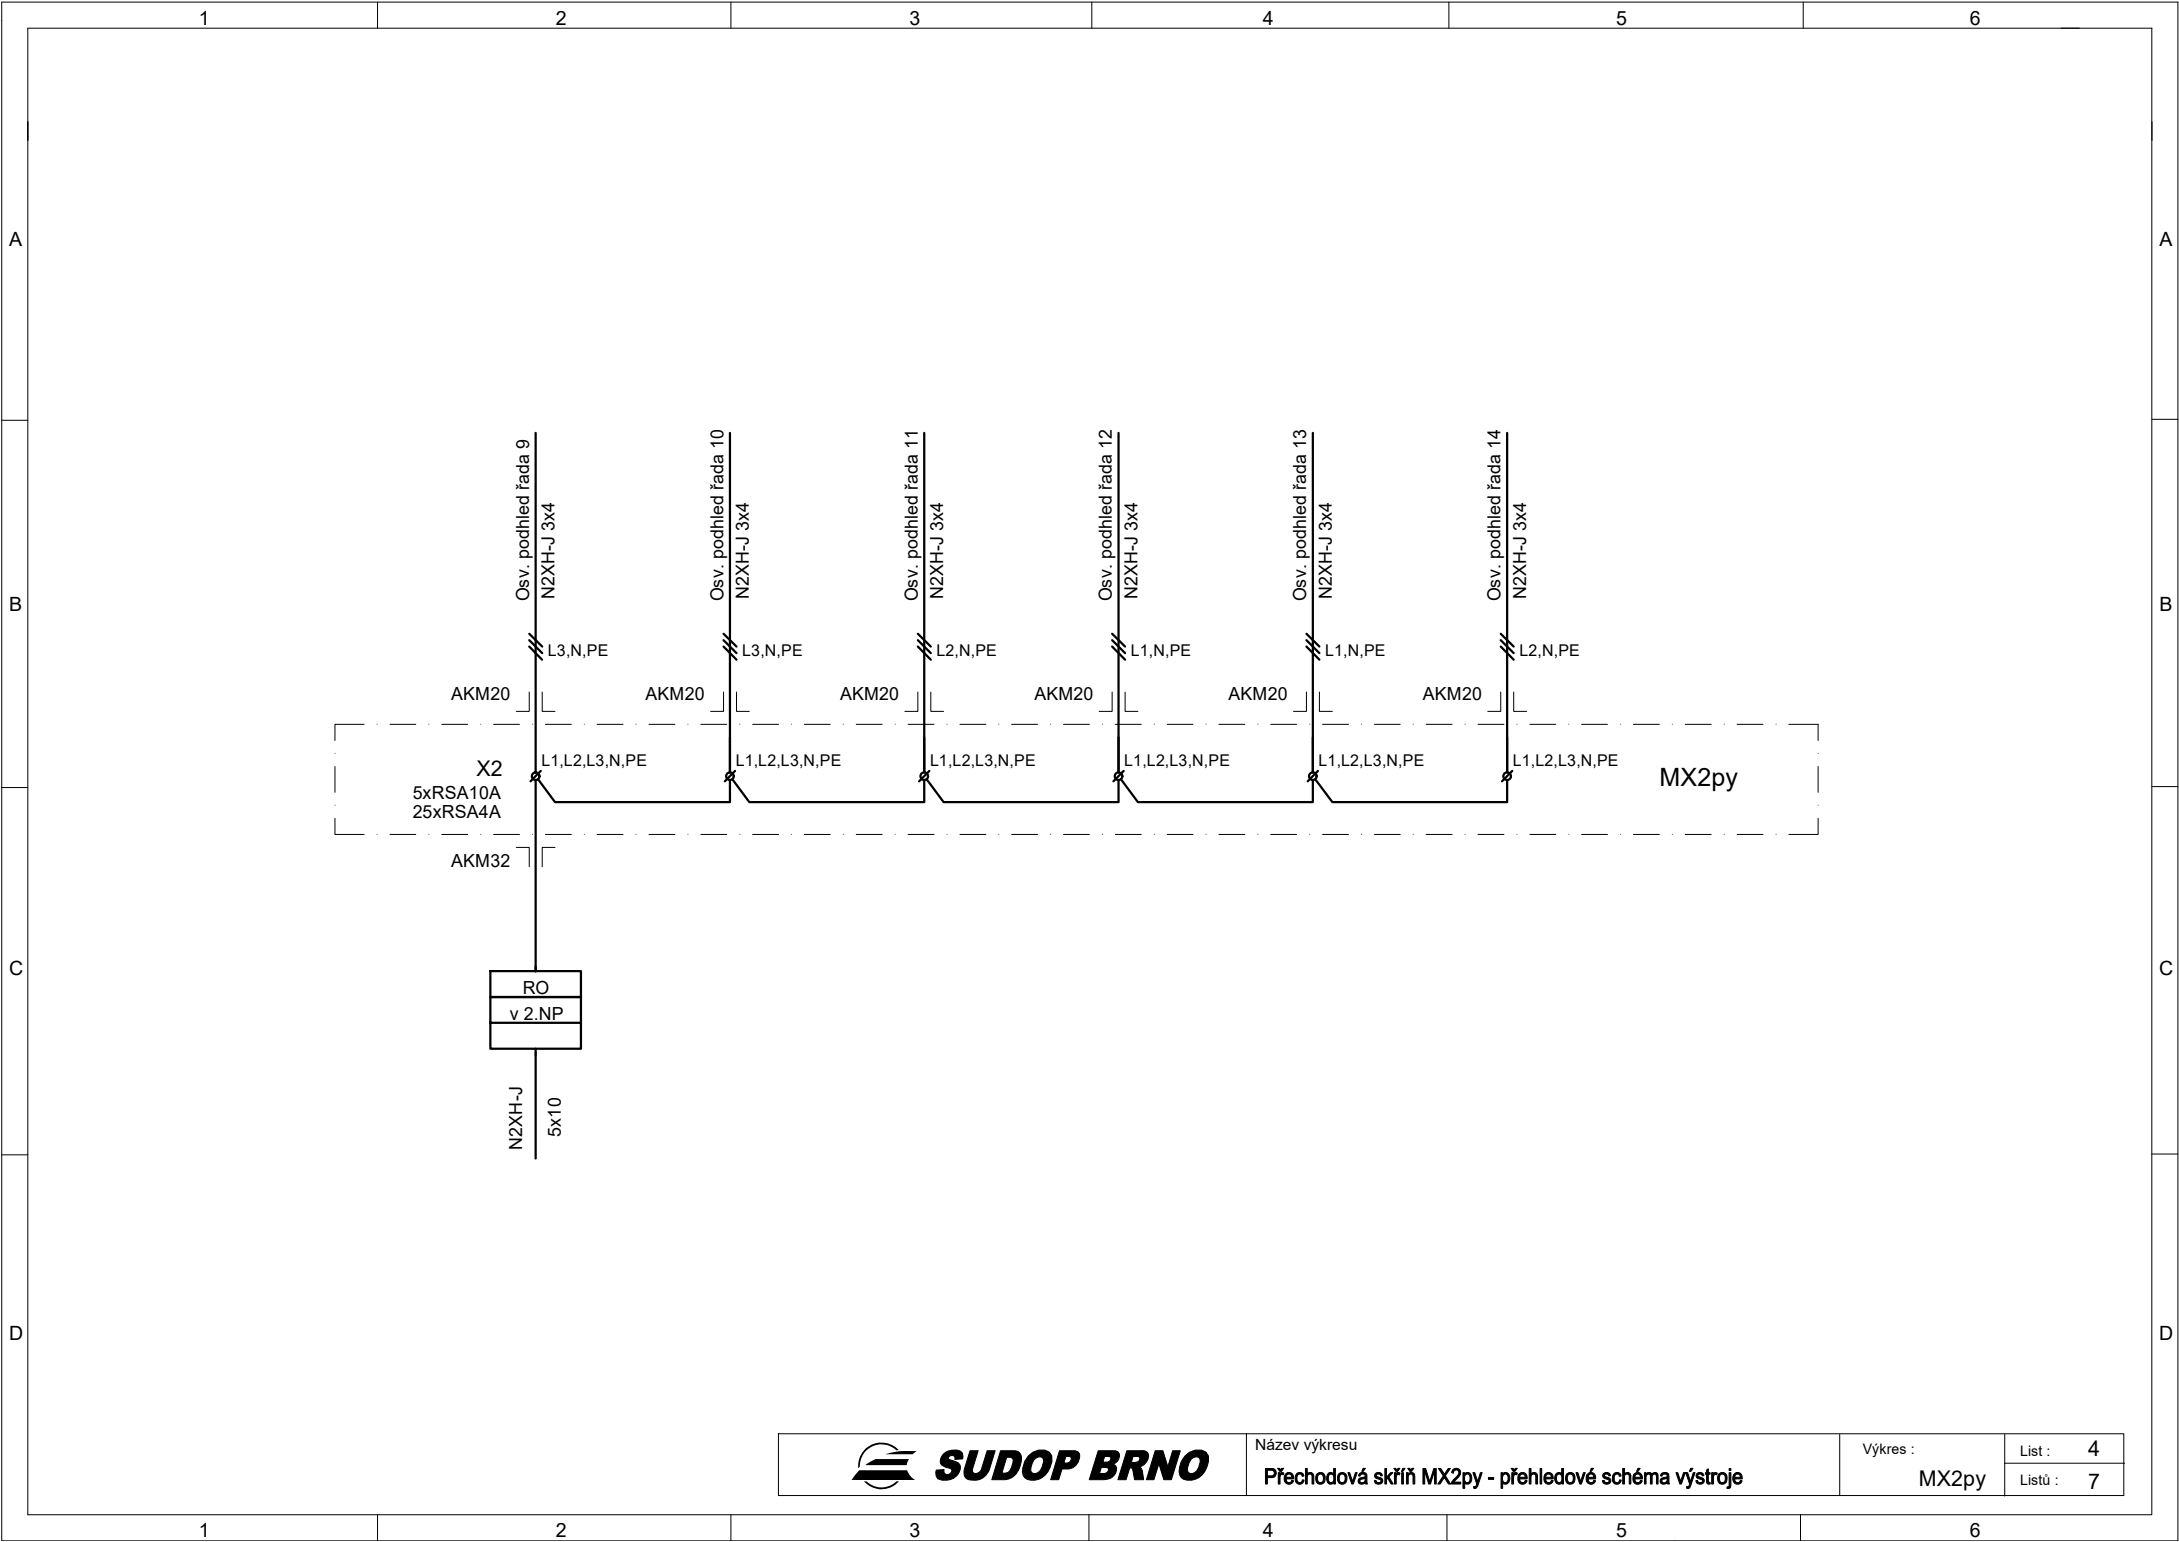 1 2 3 4 5 6
A A
Osv. podhled řada 9
N2XH-J 3x4
Osv. podhled řada 10
N2XH-J 3x4
Osv. podhled řada 11
N2XH-J 3x4
Osv. podhled řada 12
N2XH-J 3x4
Osv. podhled řada 13
N2XH-J 3x4
Osv. podhled řada 14
N2XH-J 3x4
B B
L3,N,PE L3,N,PE L2,N,PE L1,N,PE L1,N,PE L2,N,PE
AKM20 AKM20 AKM20 AKM20 AKM20 AKM20
L1,L2,L3,N,PE L1,L2,L3,N,PE L1,L2,L3,N,PE L1,L2,L3,N,PE L1,L2,L3,N,PE L1,L2,L3,N,PE
X2
MX2py
5xRSA10A
25xRSA4A
AKM32
C C
RO
v 2.NP
N2XH-J
5x10
D D
SUDOP BRNO
Název výkresu
Přechodová skříň MX2py - přehledové schéma výstroje
Výkres :
MX2py
List : 4
Listů : 7
1 2 3 4 5 6